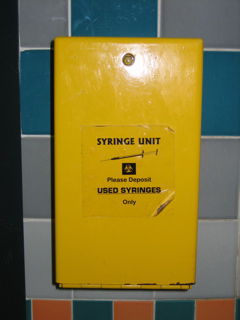 SYRINGE UNIT
Please Deposit
USED SYRINGES
Only